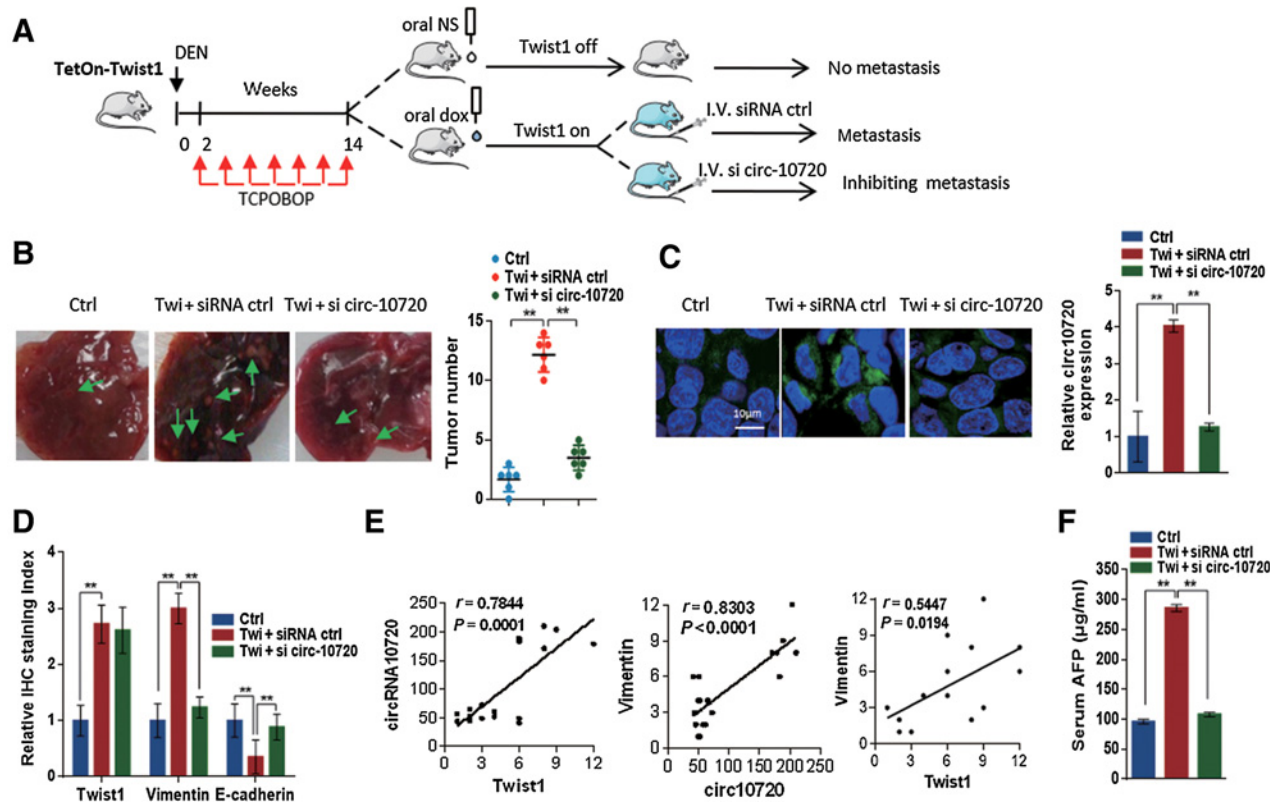 A
TetOn-Twist1
DEN
Weeks
0 2 14
TCPOBOP
oral NS
Twist1 off
No metastasis
oral dox
Twist1 on
I.V. siRNA ctrl
Metastasis
I.V. si circ-10720
Inhibiting metastasis
B
Ctrl
Twi+siRNA ctrl
Twi+si circ-10720
Ctrl
Twi+siRNA ctrl
Twi+si circ-10720
Tumor number
15
10
5
0
** **
C
Ctrl
Twi+siRNA ctrl
Twi+si circ-10720
10μm
Ctrl
Twi+siRNA ctrl
Twi+si circ-10720
Relative circ10720
expression
5
4
3
2
1
0
** **
D
Relative IHC staining Index
4
3
2
1
0
**
** **
** **
Ctrl
Twi+siRNA ctrl
Twi+si circ-10720
Twist1 Vimentin E-cadherin
E
circRNA10720
250
200
150
100
50
0
r = 0.7844
P = 0.0001
0 3 6 9 12
Twist1
Vimentin
12
9
6
3
0
r = 0.8303
P < 0.0001
0 50 100 150 200 250
circ10720
Vimentin
12
10
8
6
4
2
0
r = 0.5447
P = 0.0194
0 3 6 9 12
Twist1
F
Ctrl
Twi+siRNA ctrl
Twi+si circ-10720
Serum AFP (μg/ml)
350
300
250
200
150
100
50
0
** **